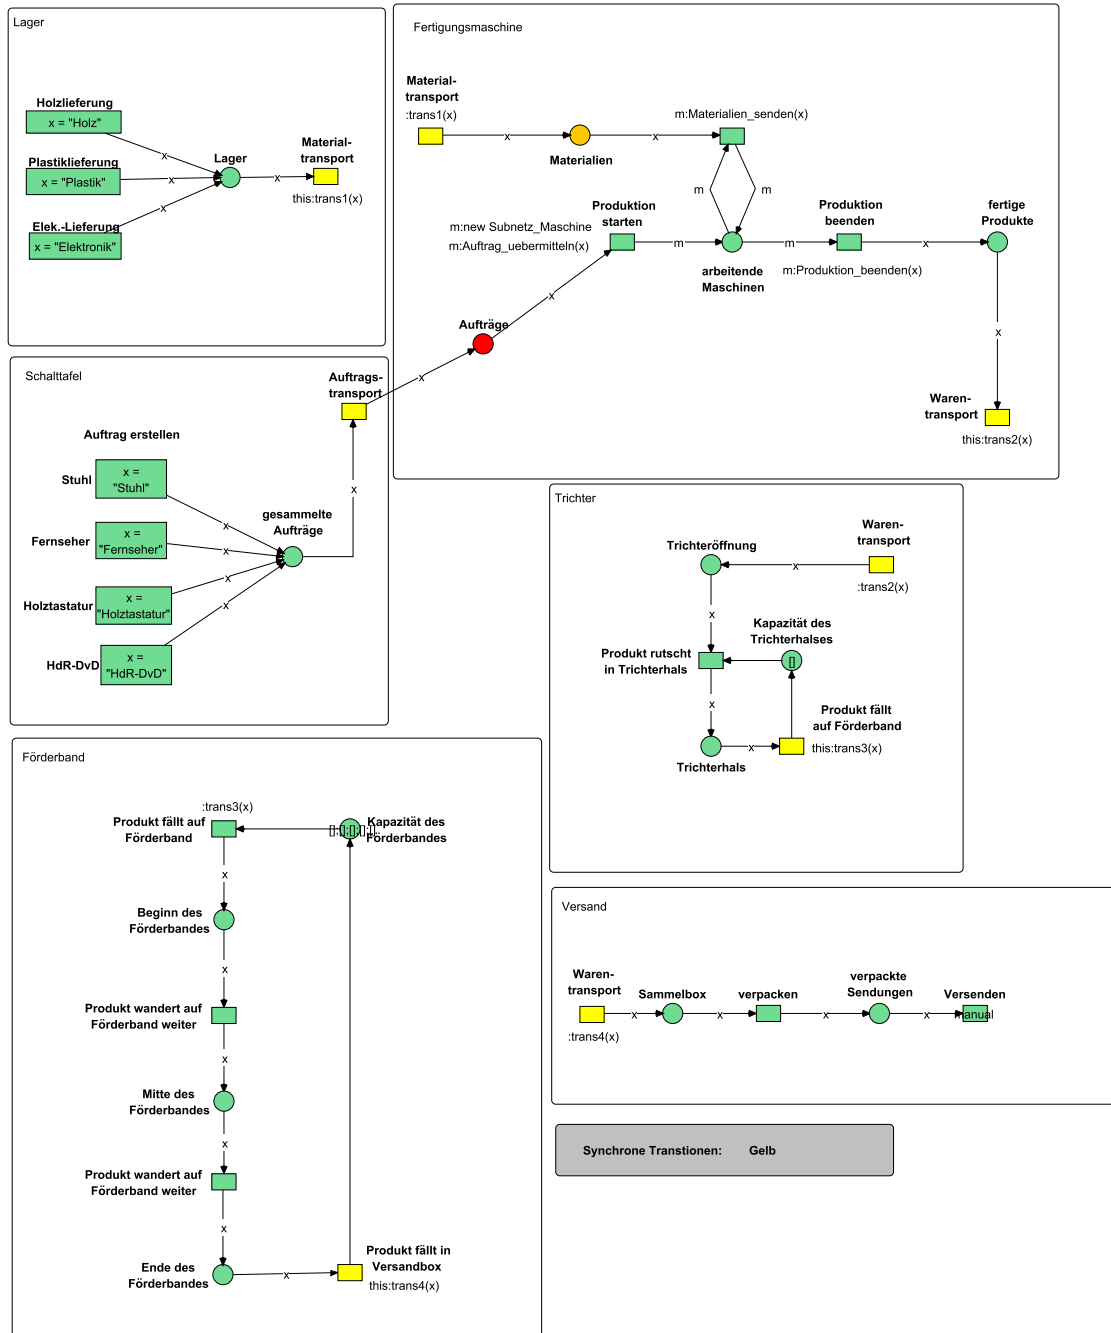 Lager
Holzlieferung
x = "Holz"
x
Plastiklieferung
x = "Plastik"
x
Elek.-Lieferung
x = "Elektronik"
x
Lager
x
Material-
transport
this:trans1(x)
Fertigungsmaschine
Material-
transport
:trans1(x)
x
Materialien
x
m:Materialien_senden(x)
m
m
Produktion
starten
m:new Subnetz_Maschine
m:Auftrag_uebermitteln(x)
m
arbeitende
Maschinen
m
Produktion
beenden
m:Produktion_beenden(x)
x
fertige
Produkte
x
Waren-
transport
this:trans2(x)
x
Aufträge
x
Schalttafel
Auftrags-
transport
Auftrag erstellen
Stuhl
x =
"Stuhl"
x
Fernseher
x =
"Fernseher"
x
Holztastatur
x =
"Holztastatur"
x
HdR-DvD
x =
"HdR-DvD"
x
gesammelte
Aufträge
x
Trichter
Waren-
transport
:trans2(x)
x
Trichteröffnung
x
Produkt rutscht
in Trichterhals
Kapazität des
Trichterhalses
[]
x
Trichterhals
x
Produkt fällt
auf Förderband
this:trans3(x)
Förderband
:trans3(x)
Produkt fällt auf
Förderband
[];[];[];[];[]
Kapazität des
Förderbandes
x
Beginn des
Förderbandes
x
Produkt wandert auf
Förderband weiter
x
Mitte des
Förderbandes
x
Produkt wandert auf
Förderband weiter
x
Ende des
Förderbandes
x
Produkt fällt in
Versandbox
this:trans4(x)
Versand
Waren-
transport
:trans4(x)
x
Sammelbox
x
verpacken
x
verpackte
Sendungen
x
Versenden
manual
Synchrone Transtionen: Gelb